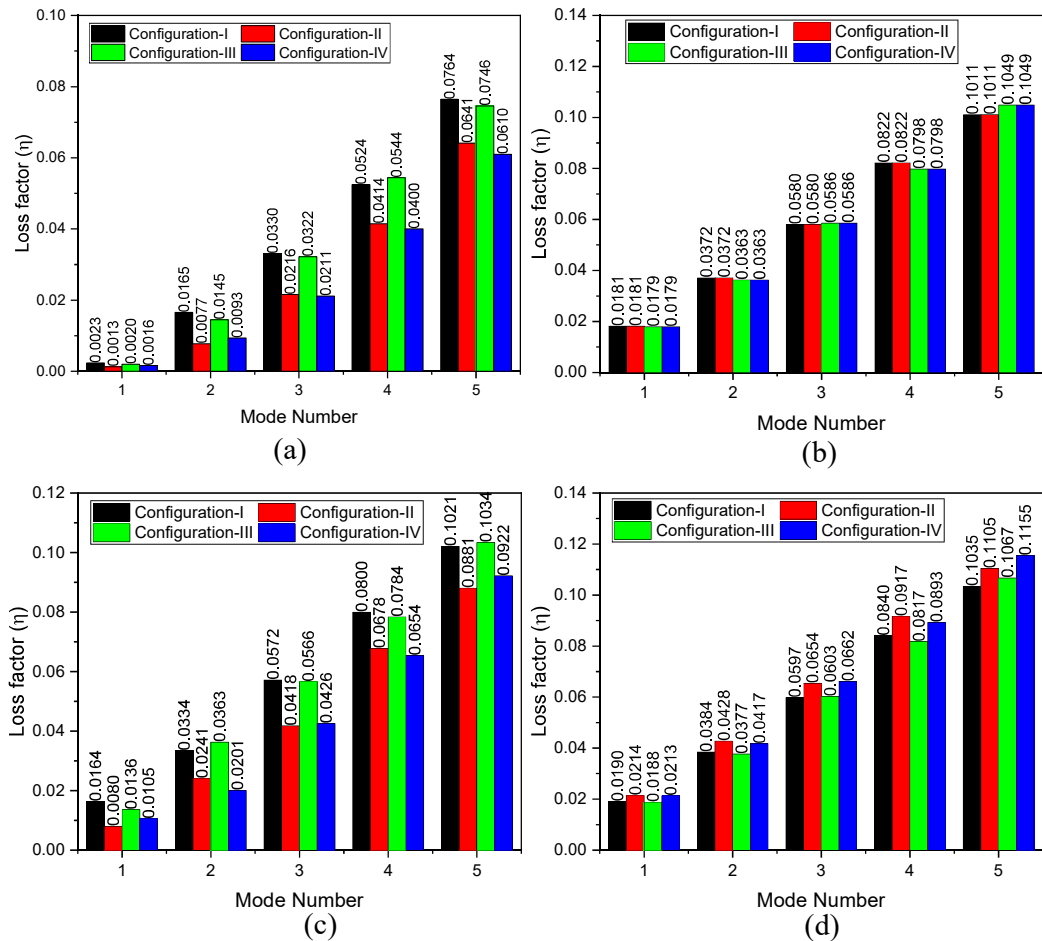 0.10
0.08
0.06
0.04
0.02
0.00
Loss factor (η)
Configuration-I Configuration-II
Configuration-III Configuration-IV
0.0023 0.0013 0.0020 0.0016
0.0165 0.0077 0.0145 0.0093
0.0330 0.0216 0.0322 0.0211
0.0524 0.0414 0.0544 0.0400
0.0764 0.0641 0.0746 0.0610
1 2 3 4 5
Mode Number
(a)
0.14
0.12
0.10
0.08
0.06
0.04
0.02
0.00
Loss factor (η)
Configuration-I Configuration-II
Configuration-III Configuration-IV
0.0181 0.0181 0.0179 0.0179
0.0372 0.0372 0.0363 0.0363
0.0580 0.0580 0.0586 0.0586
0.0822 0.0822 0.0798 0.0798
0.1011 0.1011 0.1049 0.1049
1 2 3 4 5
Mode Number
(b)
0.12
0.10
0.08
0.06
0.04
0.02
0.00
Loss factor (η)
Configuration-I Configuration-II
Configuration-III Configuration-IV
0.0164 0.0080 0.0136 0.0105
0.0334 0.0241 0.0363 0.0201
0.0572 0.0418 0.0566 0.0426
0.0800 0.0678 0.0784 0.0654
0.1021 0.0881 0.1034 0.0922
1 2 3 4 5
Mode Number
(c)
0.14
0.12
0.10
0.08
0.06
0.04
0.02
0.00
Loss factor (η)
Configuration-I Configuration-II
Configuration-III Configuration-IV
0.0190 0.0214 0.0188 0.0213
0.0384 0.0428 0.0377 0.0417
0.0597 0.0654 0.0603 0.0662
0.0840 0.0917 0.0817 0.0893
0.1035 0.1105 0.1067 0.1155
1 2 3 4 5
Mode Number
(d)